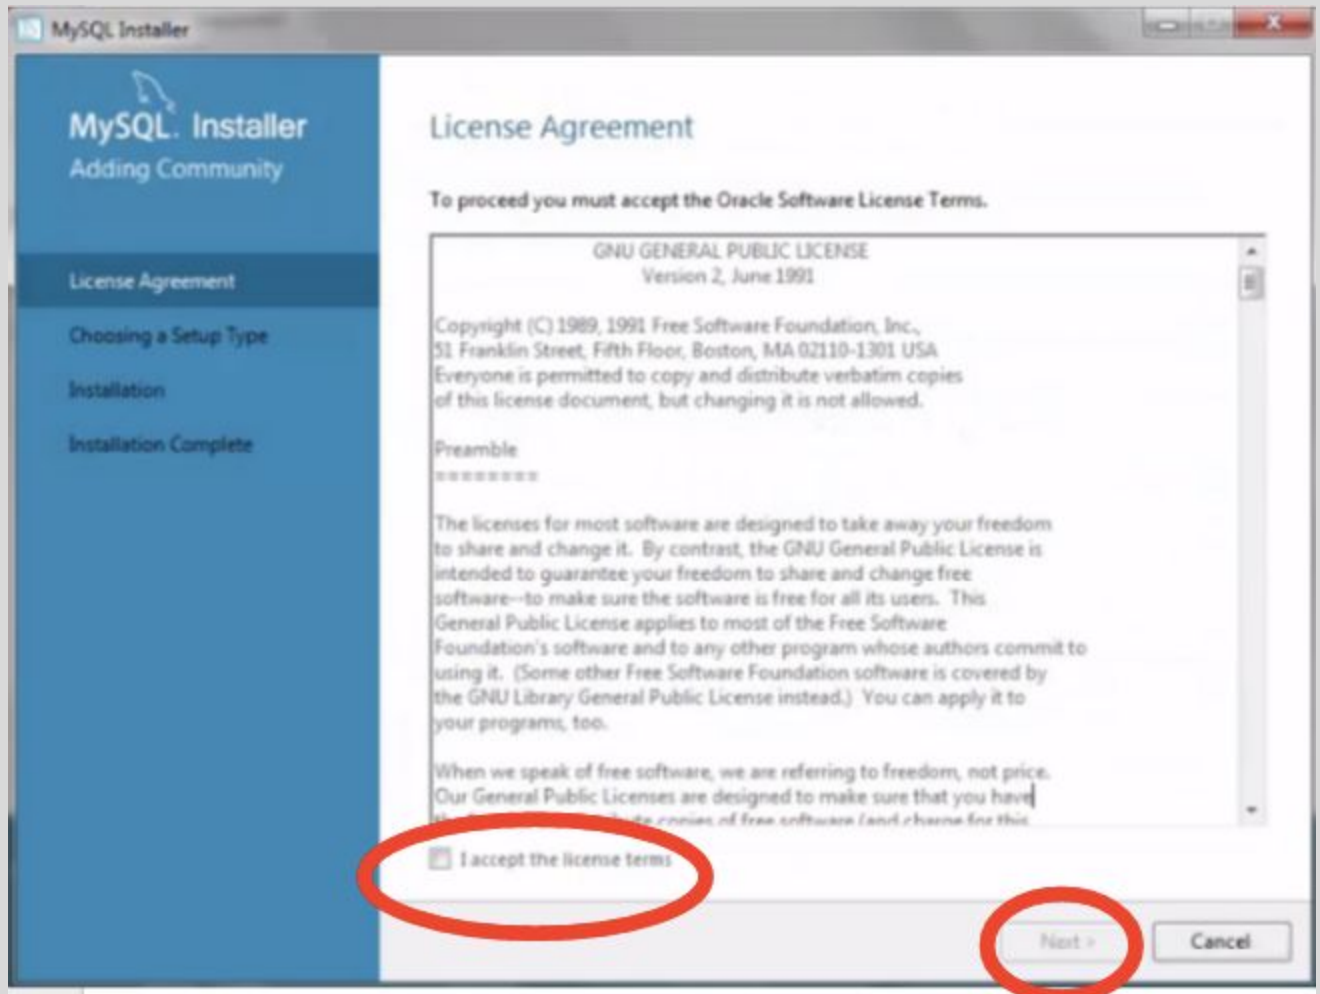 MySQL Installer
MySQL. Installer
Adding Community
License Agreement
Choosing a Setup Type
Installation
Installation Complete
License Agreement
To proceed you must accept the Oracle Software License Terms.
GNU GENERAL PUBLIC LICENSE
Version 2, June 1991
Copyright (C) 1989, 1991 Free Software Foundation, Inc.,
51 Franklin Street, Fifth Floor, Boston, MA 02110-1301 USA
Everyone is permitted to copy and distribute verbatim copies
of this license document, but changing it is not allowed.
Preamble
========
The licenses for most software are designed to take away your freedom
to share and change it. By contrast, the GNU General Public License is
intended to guarantee your freedom to share and change free
software--to make sure the software is free for all its users. This
General Public License applies to most of the Free Software
Foundation's software and to any other program whose authors commit to
using it. (Some other Free Software Foundation software is covered by
the GNU Library General Public License instead.) You can apply it to
your programs, too.
When we speak of free software, we are referring to freedom, not price.
Our General Public Licenses are designed to make sure that you have
copies of free software (and charge for this
I accept the license terms
Next >
Cancel